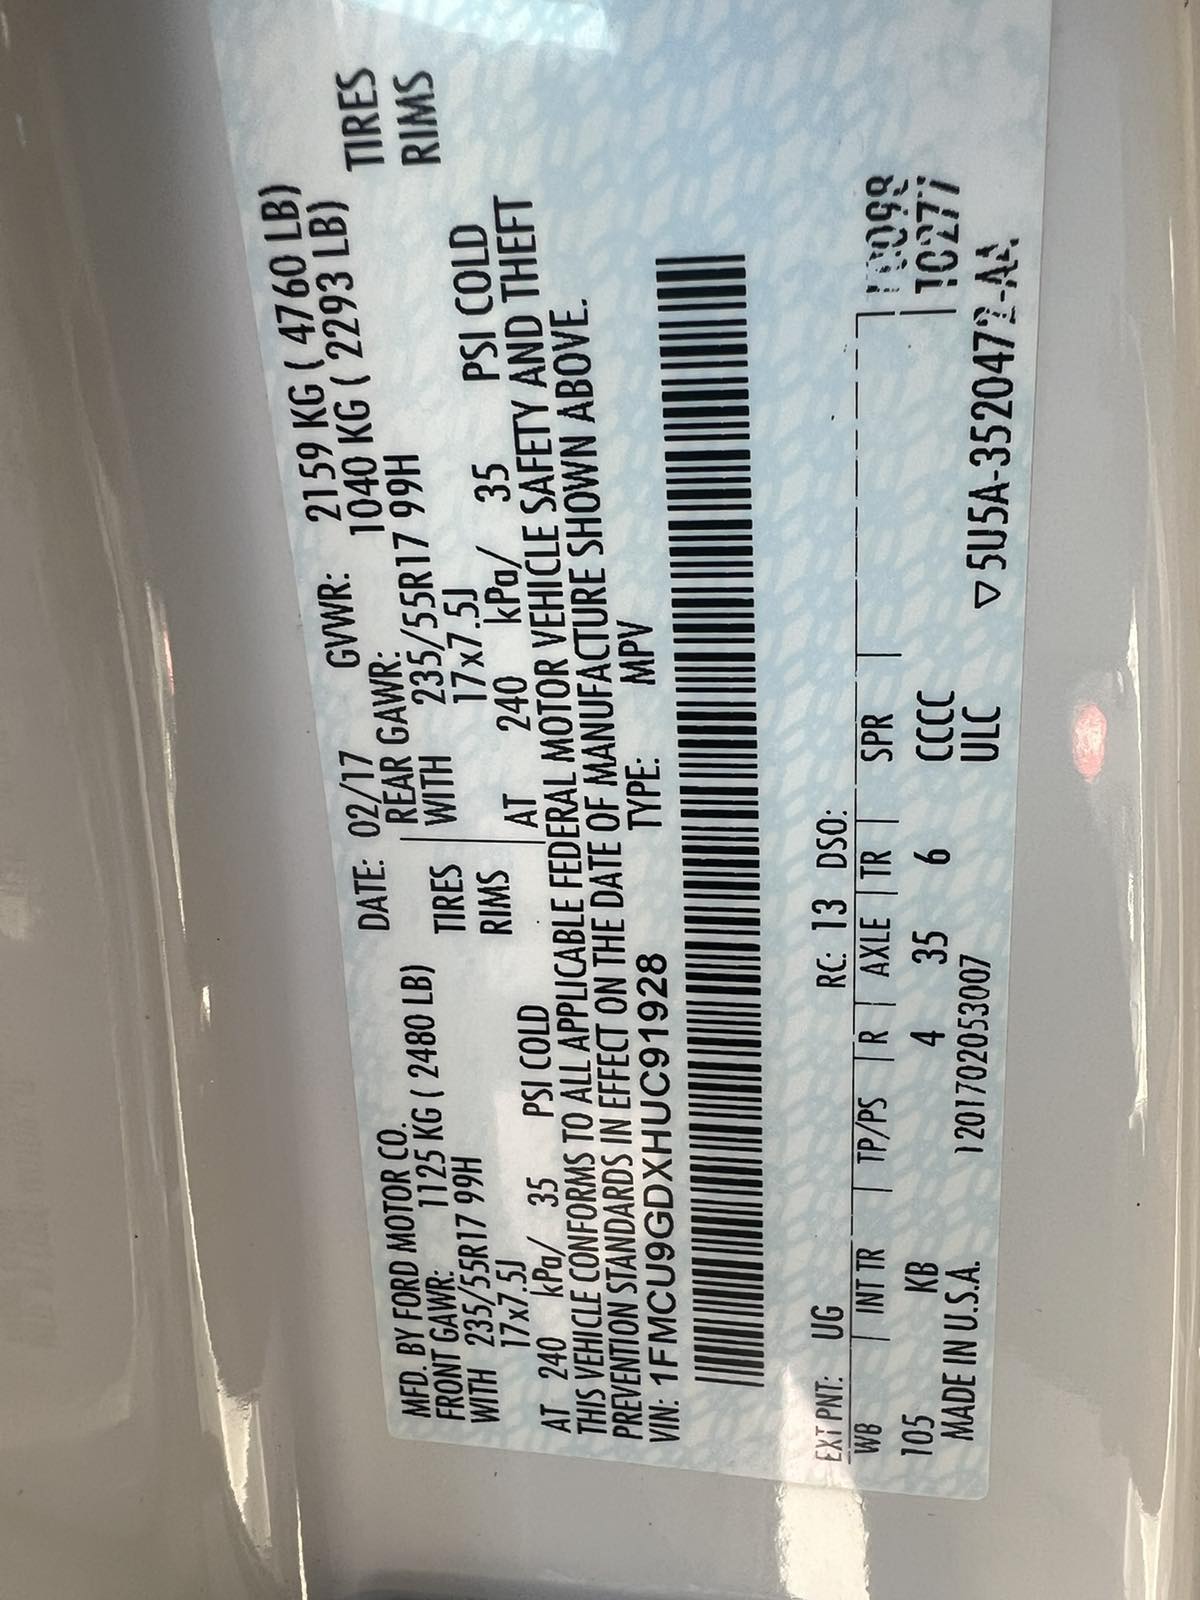 MFD. BY FORD MOTOR CO. DATE: 02/17 GVWR: 2159 KG ( 4760 LB)
FRONT GAWR: 1125 KG ( 2480 LB) REAR GAWR: 1040 KG ( 2293 LB)
WITH 235/55R17 99H TIRES WITH 235/55R17 99H TIRES
17x7.5J RIMS 17x7.5J RIMS
AT 240 kPa/ 35 PSI COLD AT 240 kPa/ 35 PSI COLD
THIS VEHICLE CONFORMS TO ALL APPLICABLE FEDERAL MOTOR VEHICLE SAFETY AND THEFT
PREVENTION STANDARDS IN EFFECT ON THE DATE OF MANUFACTURE SHOWN ABOVE.
VIN: 1FMCU9GDXHUC91928 TYPE: MPV
EXT PNT: UG RC: 13 DSO:
WB INT TR TP/PS R AXLE TR SPR
105 KB 4 35 6 CCCC 10277
MADE IN U.S.A. 1201702053007 ULC
▽ 5U5A-3520472-AA